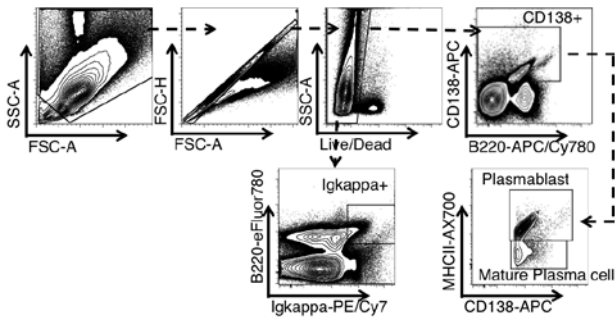 SSC-A
FSC-A
FSC-H
FSC-A
SSC-A
Live/Dead
CD138+
CD138-APC
B220-APC/Cy780
Igkappa+
B220-eFluor780
Igkappa-PE/Cy7
Plasmablast
MHCII-AX700
Mature Plasma cell
CD138-APC